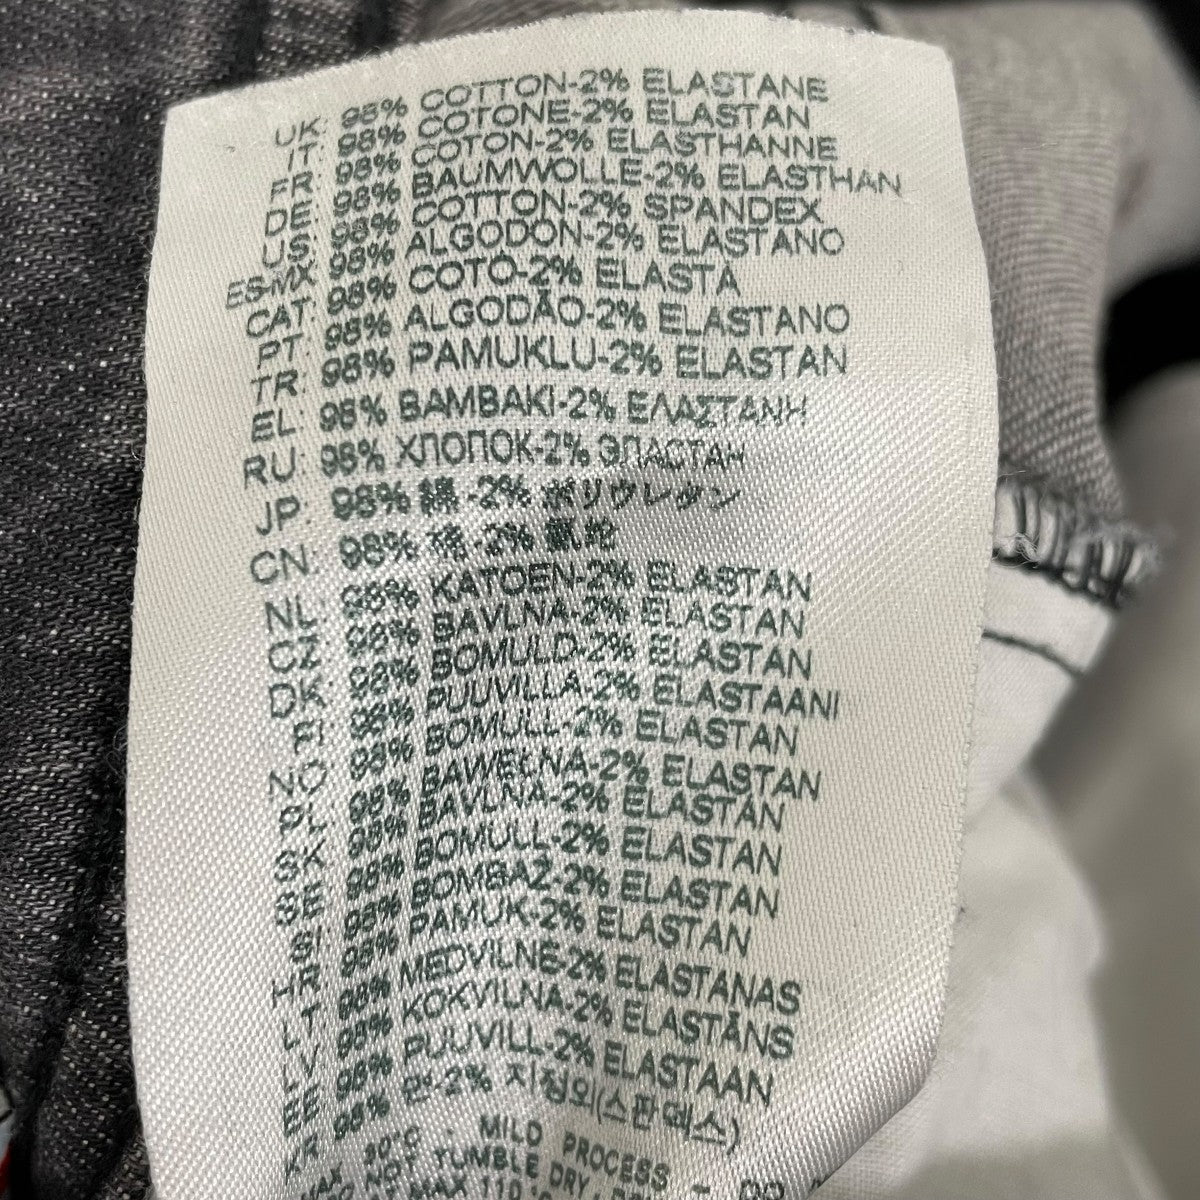 UK: 98% COTTON-2% ELASTANE
IT: 98% COTONE-2% ELASTAN
FR: 98% COTON-2% ELASTHANNE
DE: 98% BAUMWOLLE-2% ELASTHAN
US: 98% COTTON-2% SPANDEX
ES-MX: 98% ALGODÓN-2% ELASTANO
CAT: 98% COTÓ-2% ELASTÀ
PT: 98% ALGODÃO-2% ELASTANO
TR: 98% PAMUKLU-2% ELASTAN
EL: 98% BAMBAKI-2% ΕΛΑΣΤΑΝΗ
RU: 98% ХЛОПОК-2% ЭЛАСТАН
JP: 98% 綿-2% ポリウレタン
CN: 98% 棉-2% 氨纶
NL: 98% KATOEN-2% ELASTAN
CZ: 98% BAVLNA-2% ELASTAN
DK: 98% BOMULD-2% ELASTAN
FI: 98% PUUVILLA-2% ELASTAANI
NO: 98% BOMULL-2% ELASTAN
PL: 98% BAWEŁNA-2% ELASTAN
SK: 98% BAVLNA-2% ELASTAN
SE: 98% BOMULL-2% ELASTAN
SI: 98% BOMBAŽ-2% ELASTAN
HR: 98% PAMUK-2% ELASTAN
LT: 98% MEDVILNĖ-2% ELASTANAS
LV: 98% KOKVILNA-2% ELASTĀNS
EE: 98% PUUVILL-2% ELASTAAN
KR: 98% 면-2% 지정외(스판덱스)
MAX 30°C - MILD PROCESS
DO NOT TUMBLE DRY
MAX 110